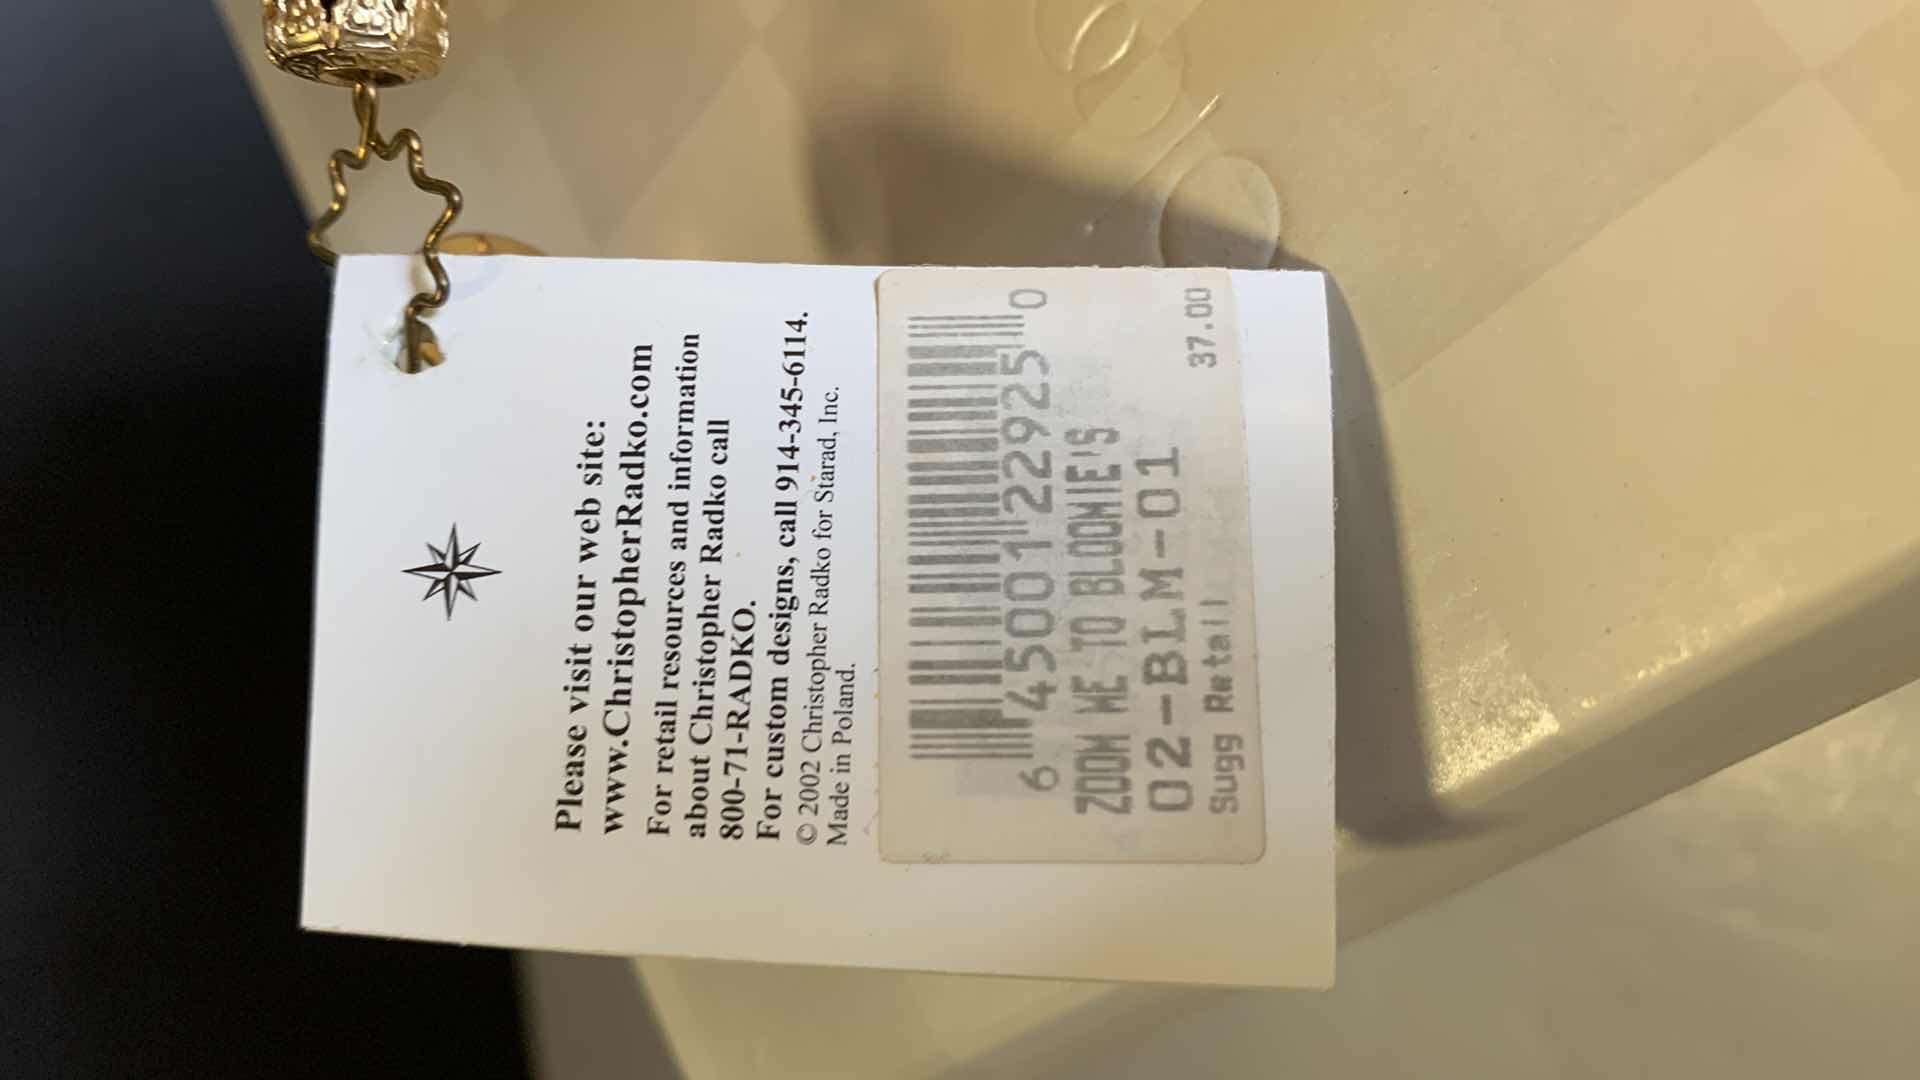 Please visit our web site:
www.ChristopherRadko.com
For retail resources and information
about Christopher Radko call
800-71-RADKO.
For custom designs, call 914-345-6114.
© 2002 Christopher Radko for Starad, Inc.
Made in Poland.
6 45001 22925 0
ZOOM ME TO BLOOMIE'S
02-BLM-01
Sugg Retail 37.00